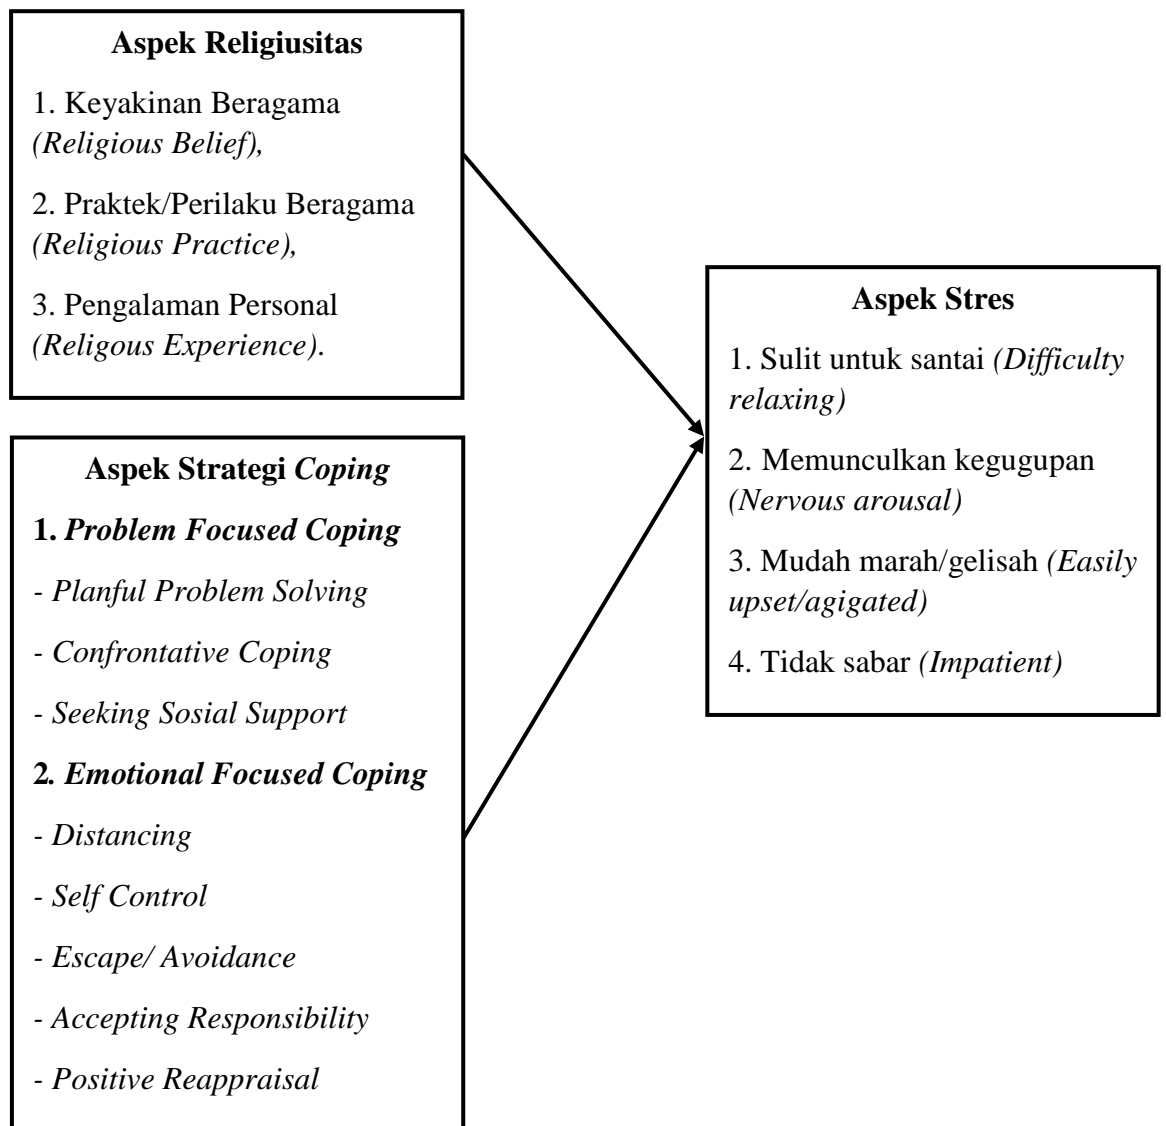 Aspek Religiusitas
1. Keyakinan Beragama
(Religious Belief),
2. Praktek/Perilaku Beragama
(Religious Practice),
3. Pengalaman Personal
(Religous Experience).
Aspek Strategi Coping
1. Problem Focused Coping
- Planful Problem Solving
- Confrontative Coping
- Seeking Sosial Support
2. Emotional Focused Coping
- Distancing
- Self Control
- Escape/ Avoidance
- Accepting Responsibility
- Positive Reappraisal
Aspek Stres
1. Sulit untuk santai (Difficulty
relaxing)
2. Memunculkan kegugupan
(Nervous arousal)
3. Mudah marah/gelisah (Easily
upset/agigated)
4. Tidak sabar (Impatient)